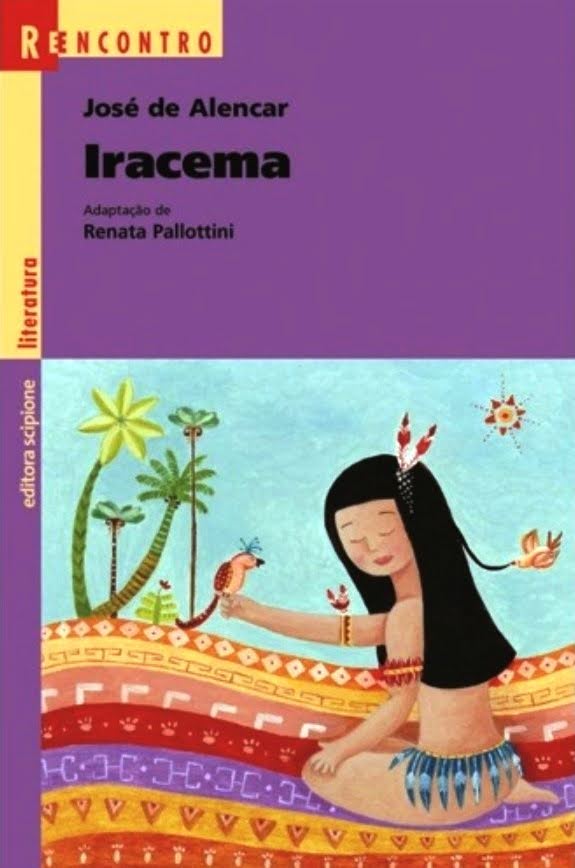 REENCONTRO
José de Alencar
Iracema
Adaptação de
Renata Pallottini
literatura
editora scipione